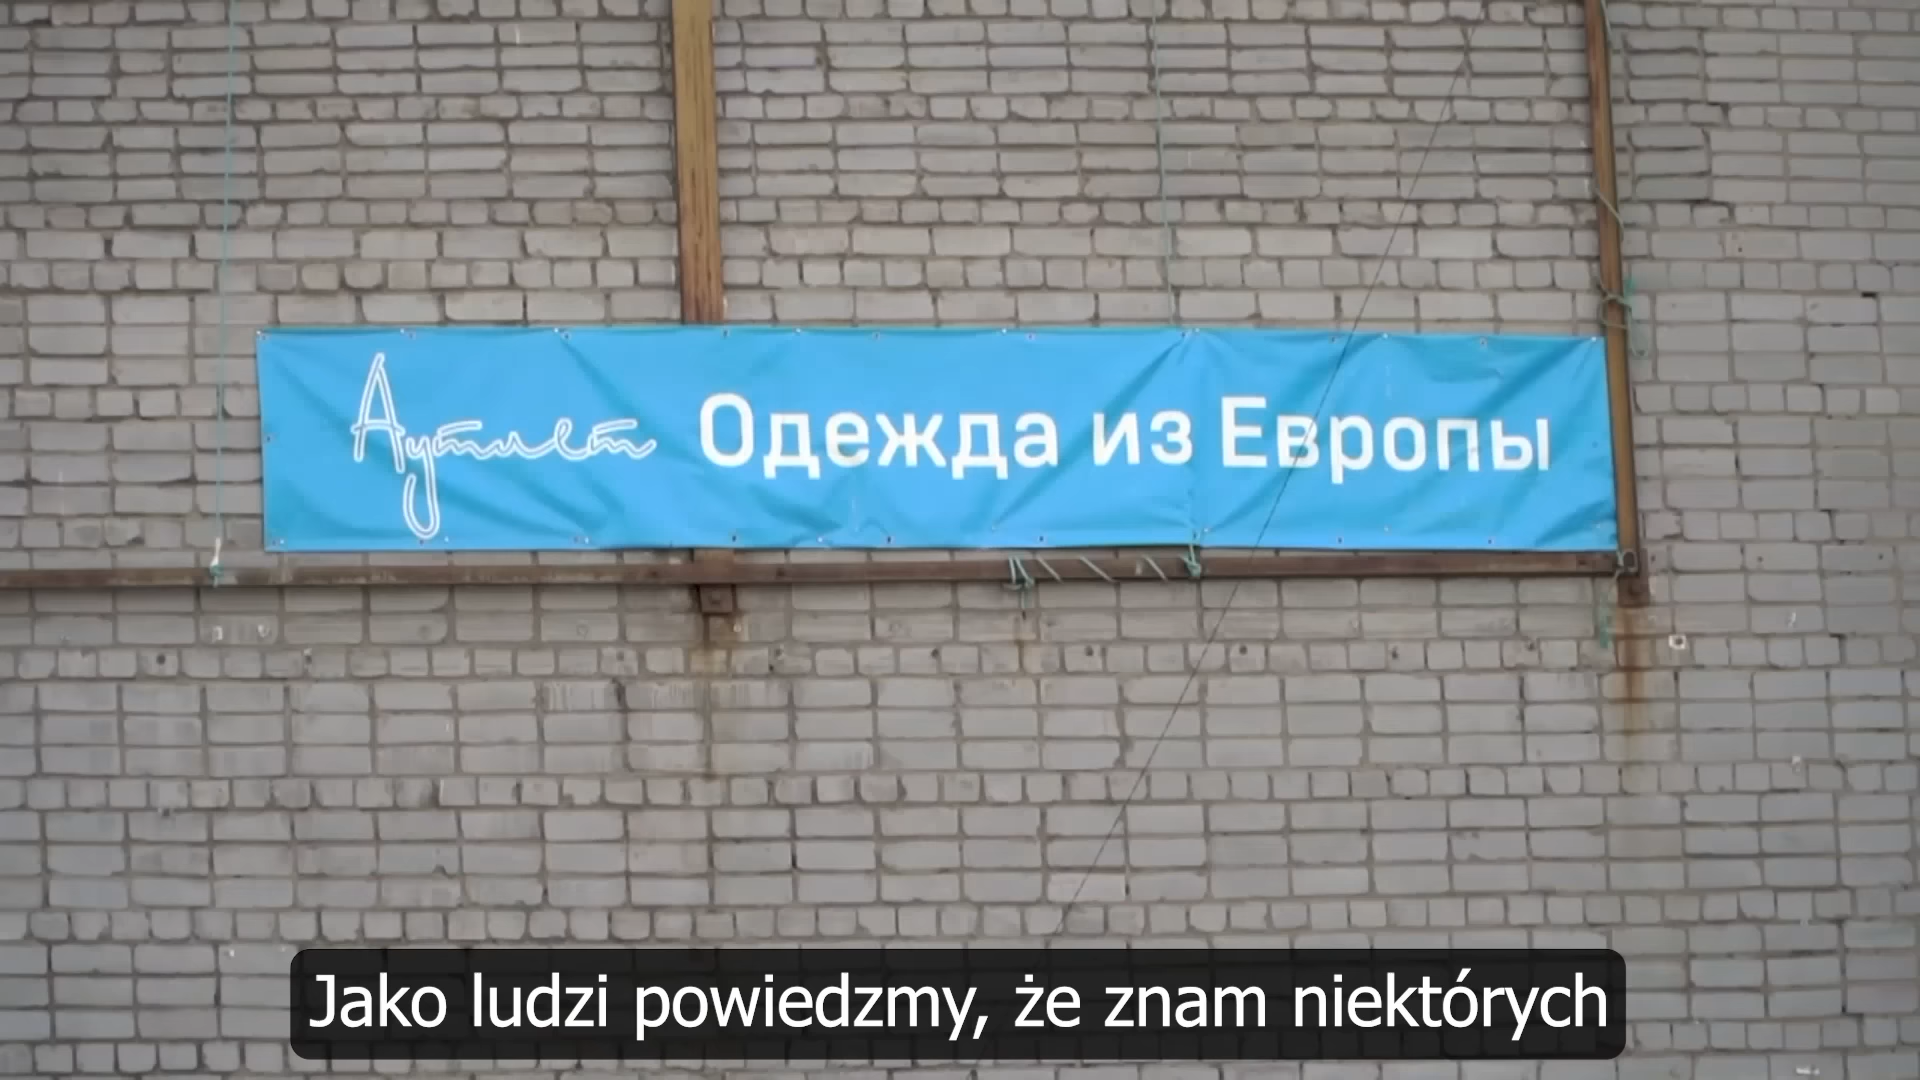 Аутлет Одежда из Европы
Jako ludzi powiedzmy, że znam niektórych